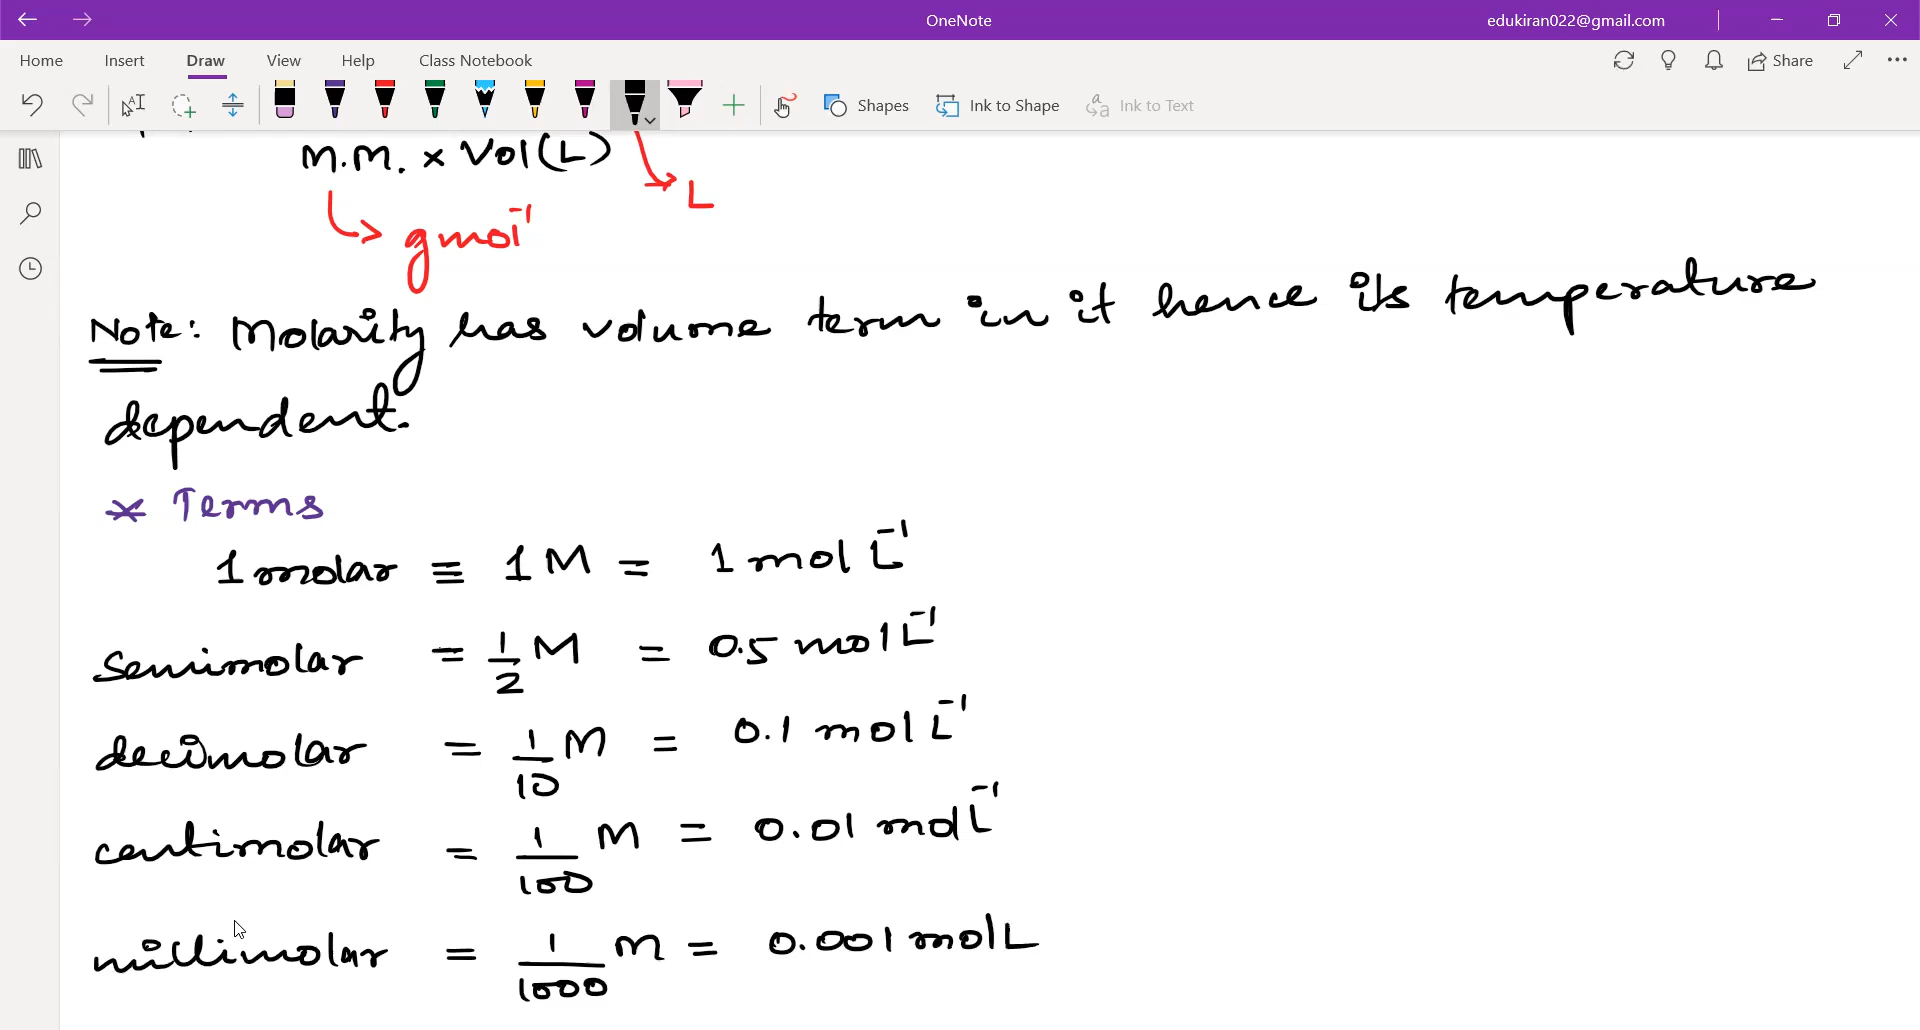 OneNote
edukiran022@gmail.com
Home Insert Draw View Help Class Notebook
Share
Shapes Ink to Shape Ink to Text
M.M. × Vol(L)
L
g mol⁻¹
Note: Molarity has volume term in it hence its temperature
dependent.
* Terms
1 molar ≡ 1 M = 1 mol L⁻¹
Semimolar = 1/2 M = 0.5 mol L⁻¹
decimolar = 1/10 M = 0.1 mol L⁻¹
centimolar = 1/100 M = 0.01 mol L⁻¹
millimolar = 1/1000 M = 0.001 mol L